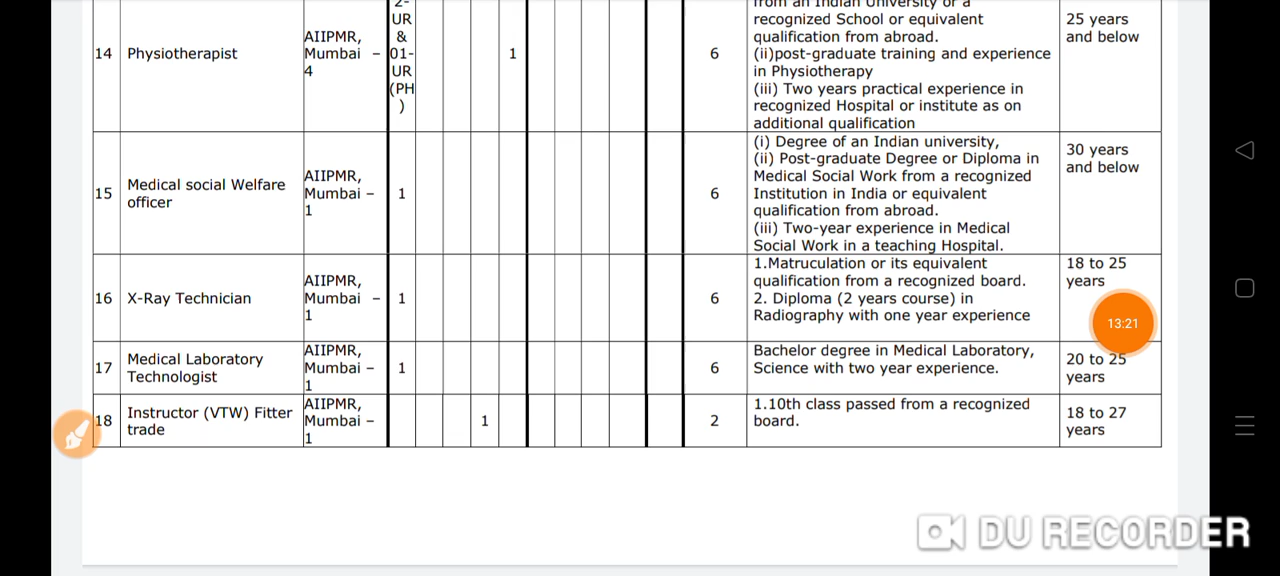 from an Indian University or a
recognized School or equivalent
qualification from abroad.
(ii)post-graduate training and experience
in Physiotherapy
(iii) Two years practical experience in
recognized Hospital or institute as on
additional qualification
14 Physiotherapist
AIIPMR,
Mumbai –
4
2-
UR
&
01-
UR
(PH
)
1
6
25 years
and below
15
Medical social Welfare
officer
AIIPMR,
Mumbai –
1
1
6
(i) Degree of an Indian university,
(ii) Post-graduate Degree or Diploma in
Medical Social Work from a recognized
Institution in India or equivalent
qualification from abroad.
(iii) Two-year experience in Medical
Social Work in a teaching Hospital.
30 years
and below
16 X-Ray Technician
AIIPMR,
Mumbai –
1
1
6
1.Matruculation or its equivalent
qualification from a recognized board.
2. Diploma (2 years course) in
Radiography with one year experience
18 to 25
years
13:21
17
Medical Laboratory
Technologist
AIIPMR,
Mumbai –
1
1
6
Bachelor degree in Medical Laboratory,
Science with two year experience.
20 to 25
years
18
Instructor (VTW) Fitter
trade
AIIPMR,
Mumbai –
1
1
2
1.10th class passed from a recognized
board.
18 to 27
years
DU RECORDER